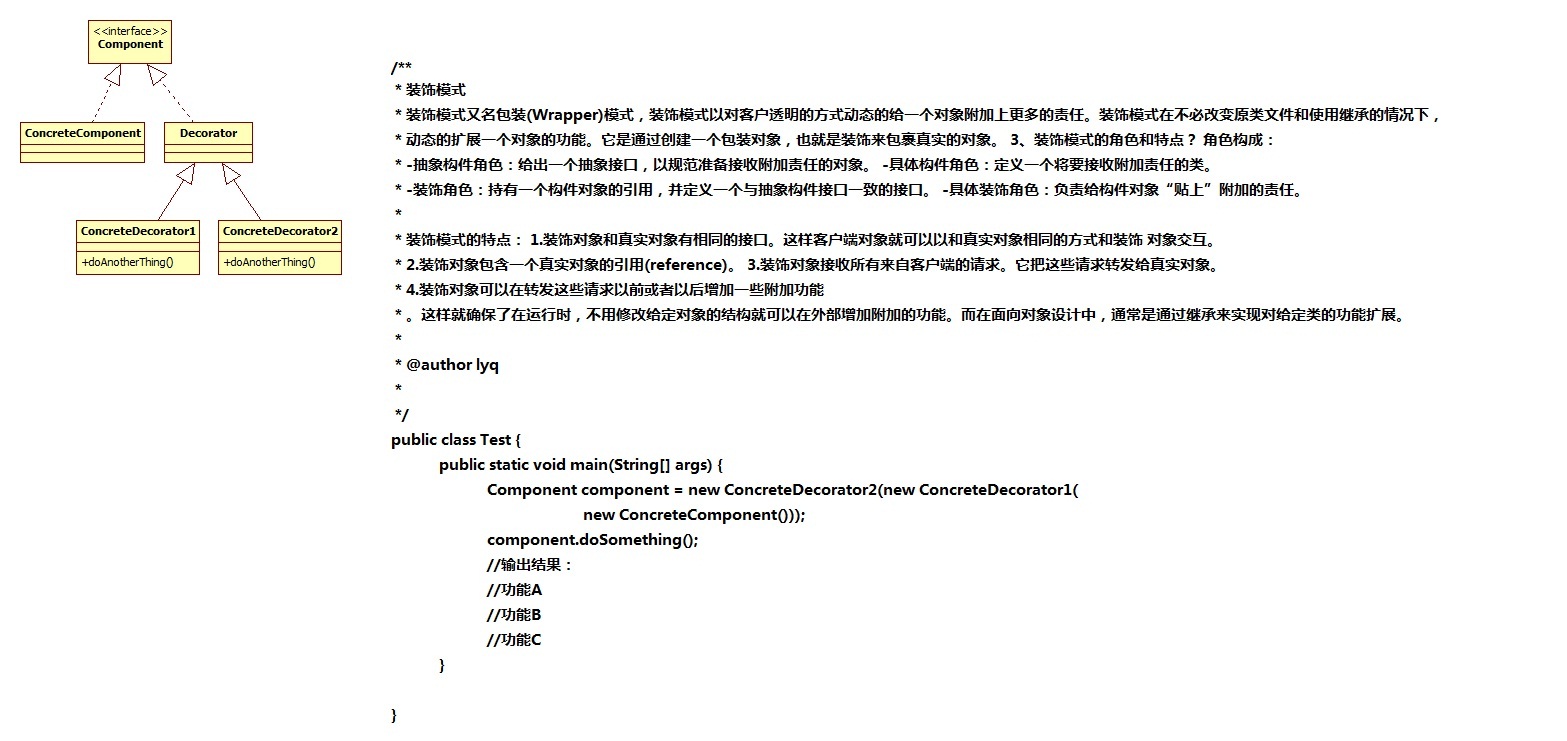 <<interface>>
Component
ConcreteComponent
Decorator
ConcreteDecorator1
+doAnotherThing()
ConcreteDecorator2
+doAnotherThing()
/**
* 装饰模式
* 装饰模式又名包装(Wrapper)模式，装饰模式以对客户透明的方式动态的给一个对象附加上更多的责任。装饰模式在不必改变原类文件和使用继承的情况下，
* 动态的扩展一个对象的功能。它是通过创建一个包装对象，也就是装饰来包裹真实的对象。 3、装饰模式的角色和特点？ 角色构成：
* -抽象构件角色：给出一个抽象接口，以规范准备接收附加责任的对象。 -具体构件角色：定义一个将要接收附加责任的类。
* -装饰角色：持有一个构件对象的引用，并定义一个与抽象构件接口一致的接口。 -具体装饰角色：负责给构件对象“贴上”附加的责任。
*
* 装饰模式的特点： 1.装饰对象和真实对象有相同的接口。这样客户端对象就可以以和真实对象相同的方式和装饰 对象交互。
* 2.装饰对象包含一个真实对象的引用(reference)。 3.装饰对象接收所有来自客户端的请求。它把这些请求转发给真实对象。
* 4.装饰对象可以在转发这些请求以前或者以后增加一些附加功能
* 。这样就确保了在运行时，不用修改给定对象的结构就可以在外部增加附加的功能。而在面向对象设计中，通常是通过继承来实现对给定类的功能扩展。
*
* @author lyq
*
*/
public class Test {
public static void main(String[] args) {
Component component = new ConcreteDecorator2(new ConcreteDecorator1(
new ConcreteComponent()));
component.doSomething();
//输出结果：
//功能A
//功能B
//功能C
}
}